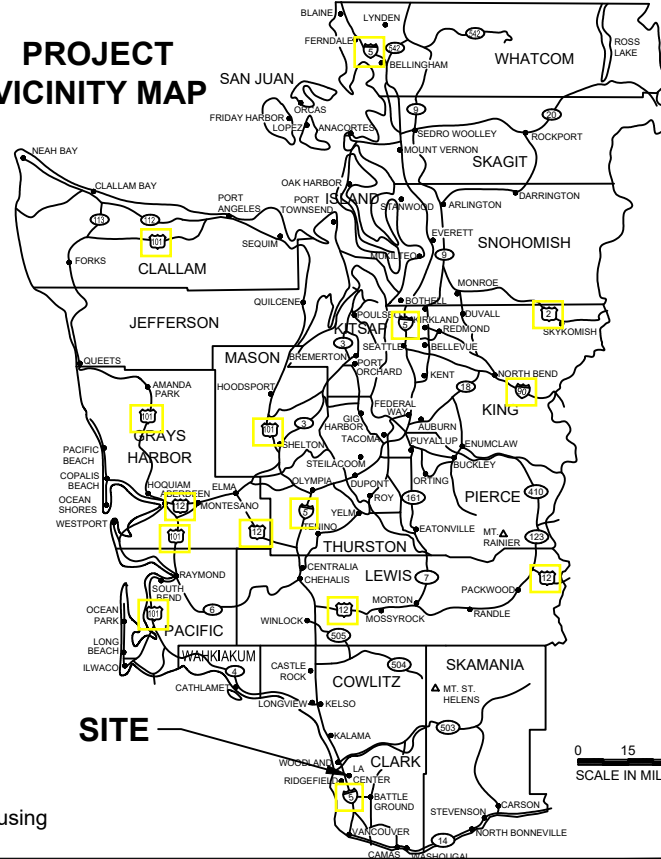 PROJECT
VICINITY MAP
BLAINE
LYNDEN
FERNDALE
5
542
542
BELLINGHAM
WHATCOM
ROSS
LAKE
SAN JUAN
ORCAS
FRIDAY HARBOR
LOPEZ
ANACORTES
9
SEDRO WOOLLEY
20
ROCKPORT
MOUNT VERNON
SKAGIT
NEAH BAY
CLALLAM BAY
OAK HARBOR
ISLAND
DARRINGTON
PORT
ANGELES
PORT
TOWNSEND
STANWOOD
ARLINGTON
113
112
101
SEQUIM
EVERETT
SNOHOMISH
MUKILTEO
9
FORKS
CLALLAM
MONROE
QUILCENE
BOTHELL
JEFFERSON
POULSBO
KITSAP
5
KIRKLAND
DUVALL
2
REDMOND
SKYKOMISH
3
SEATTLE
BELLEVUE
QUEETS
MASON
BREMERTON
PORT
ORCHARD
AMANDA
PARK
HOODSPORT
KENT
18
NORTH BEND
90
KING
101
GRAYS
HARBOR
101
3
GIG
HARBOR
FEDERAL
WAY
AUBURN
TACOMA
SHELTON
PUYALLUP
ENUMCLAW
PACIFIC
BEACH
STEILACOOM
BUCKLEY
COPALIS
BEACH
HOQUIAM
ABERDEEN
ELMA
OLYMPIA
DUPONT
ORTING
PIERCE
OCEAN
SHORES
12
MONTESANO
ROY
161
410
WESTPORT
5
YELM
EATONVILLE
101
12
TENINO
MT.
RAINIER
123
THURSTON
CENTRALIA
LEWIS
CHEHALIS
7
RAYMOND
SOUTH
BEND
PACKWOOD
12
MORTON
OCEAN
PARK
101
PACIFIC
6
12
MOSSYROCK
RANDLE
WINLOCK
505
LONG
BEACH
WAHKIAKUM
ILWACO
CASTLE
ROCK
504
SKAMANIA
4
COWLITZ
CATHLAMET
MT. ST.
HELENS
LONGVIEW
KELSO
503
SITE
KALAMA
CLARK
WOODLAND
LA
CENTER
0 15
RIDGEFIELD
SCALE IN MIL
5
BATTLE
GROUND
using
CARSON
STEVENSON
VANCOUVER
14
NORTH BONNEVILLE
CAMAS
WASHOUGAL